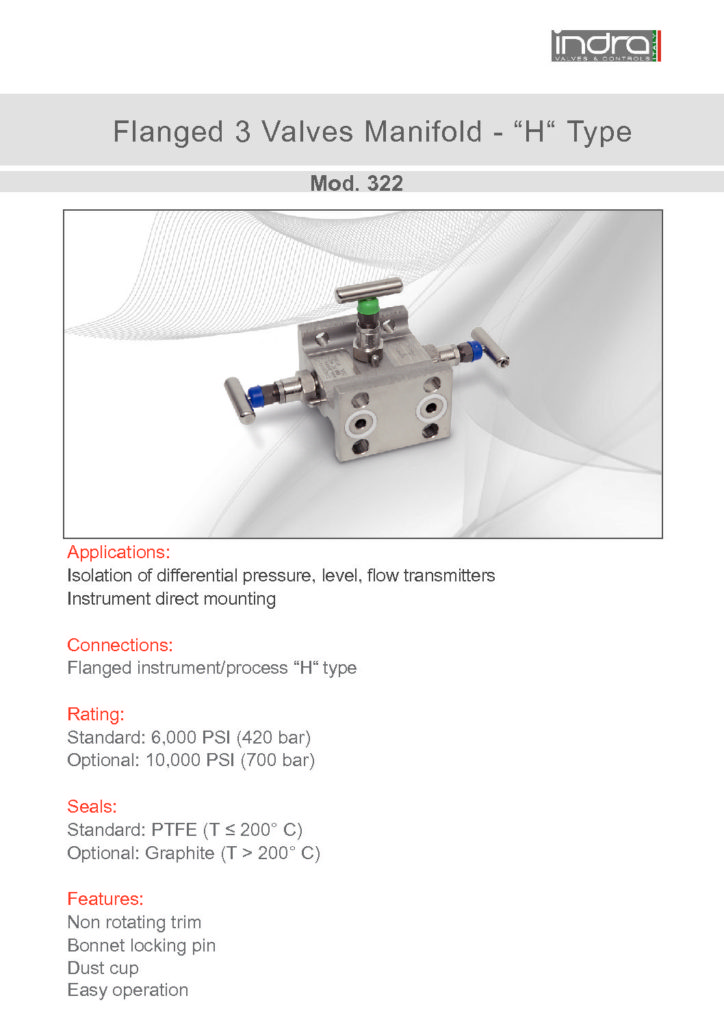 indra
VALVES & CONTROLS
ITALY
Flanged 3 Valves Manifold - “H“ Type
Mod. 322
Applications:
Isolation of differential pressure, level, flow transmitters
Instrument direct mounting
Connections:
Flanged instrument/process “H“ type
Rating:
Standard: 6,000 PSI (420 bar)
Optional: 10,000 PSI (700 bar)
Seals:
Standard: PTFE (T ≤ 200° C)
Optional: Graphite (T > 200° C)
Features:
Non rotating trim
Bonnet locking pin
Dust cup
Easy operation